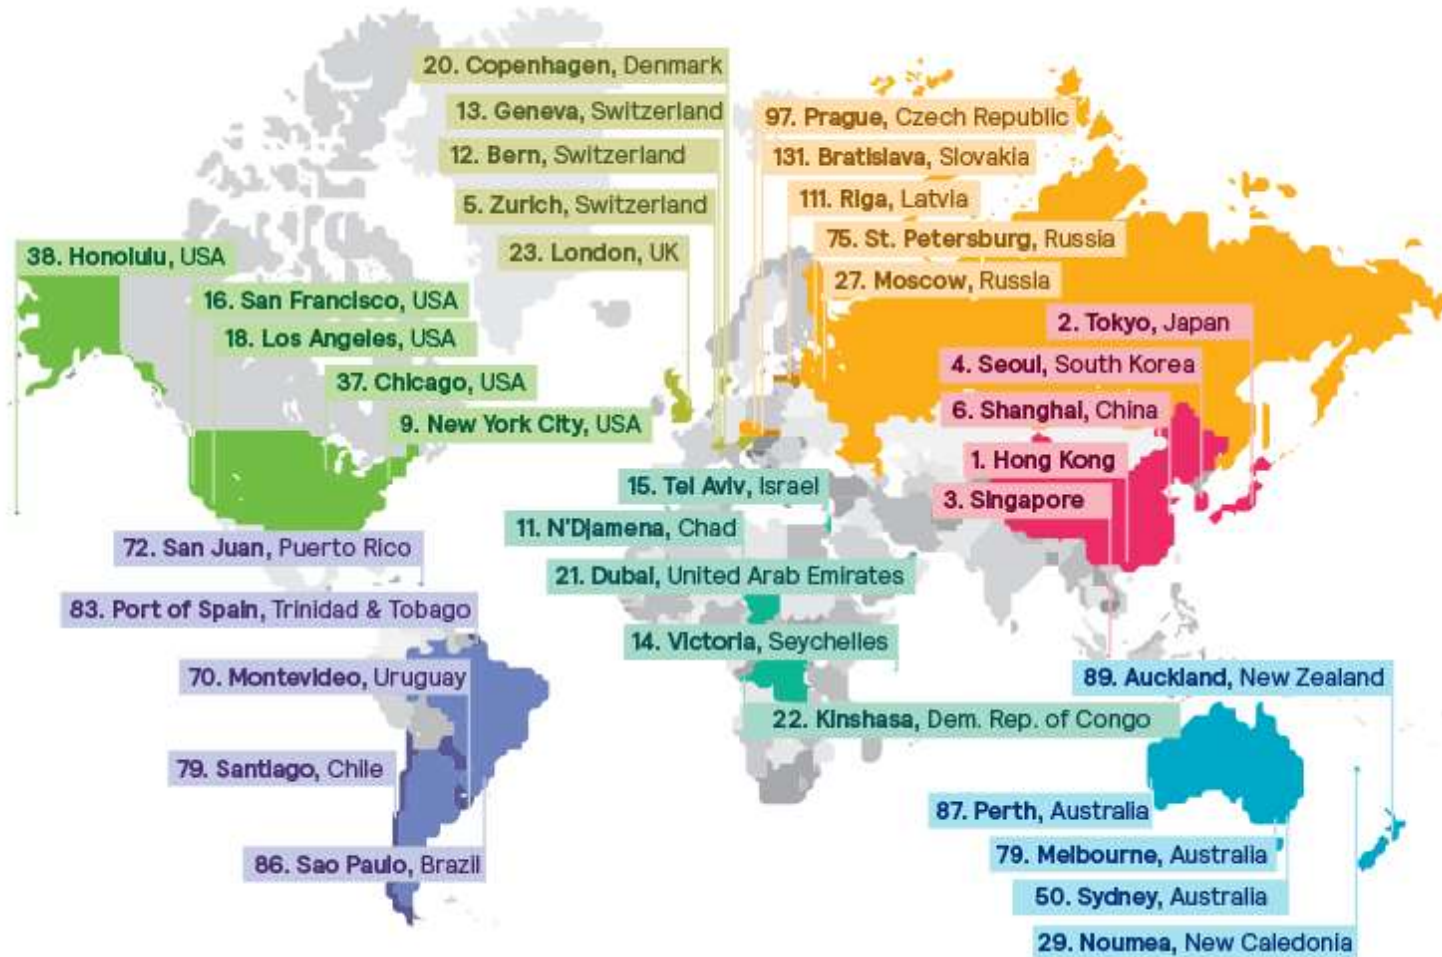 20. Copenhagen, Denmark
13. Geneva, Switzerland
12. Bern, Switzerland
5. Zurich, Switzerland
23. London, UK
97. Prague, Czech Republic
131. Bratislava, Slovakia
111. Riga, Latvia
75. St. Petersburg, Russia
27. Moscow, Russia
38. Honolulu, USA
16. San Francisco, USA
18. Los Angeles, USA
37. Chicago, USA
9. New York City, USA
2. Tokyo, Japan
4. Seoul, South Korea
6. Shanghai, China
1. Hong Kong
3. Singapore
15. Tel Aviv, Israel
11. N'Djamena, Chad
21. Dubai, United Arab Emirates
14. Victoria, Seychelles
22. Kinshasa, Dem. Rep. of Congo
72. San Juan, Puerto Rico
83. Port of Spain, Trinidad & Tobago
70. Montevideo, Uruguay
79. Santiago, Chile
86. Sao Paulo, Brazil
89. Auckland, New Zealand
87. Perth, Australia
79. Melbourne, Australia
50. Sydney, Australia
29. Noumea, New Caledonia